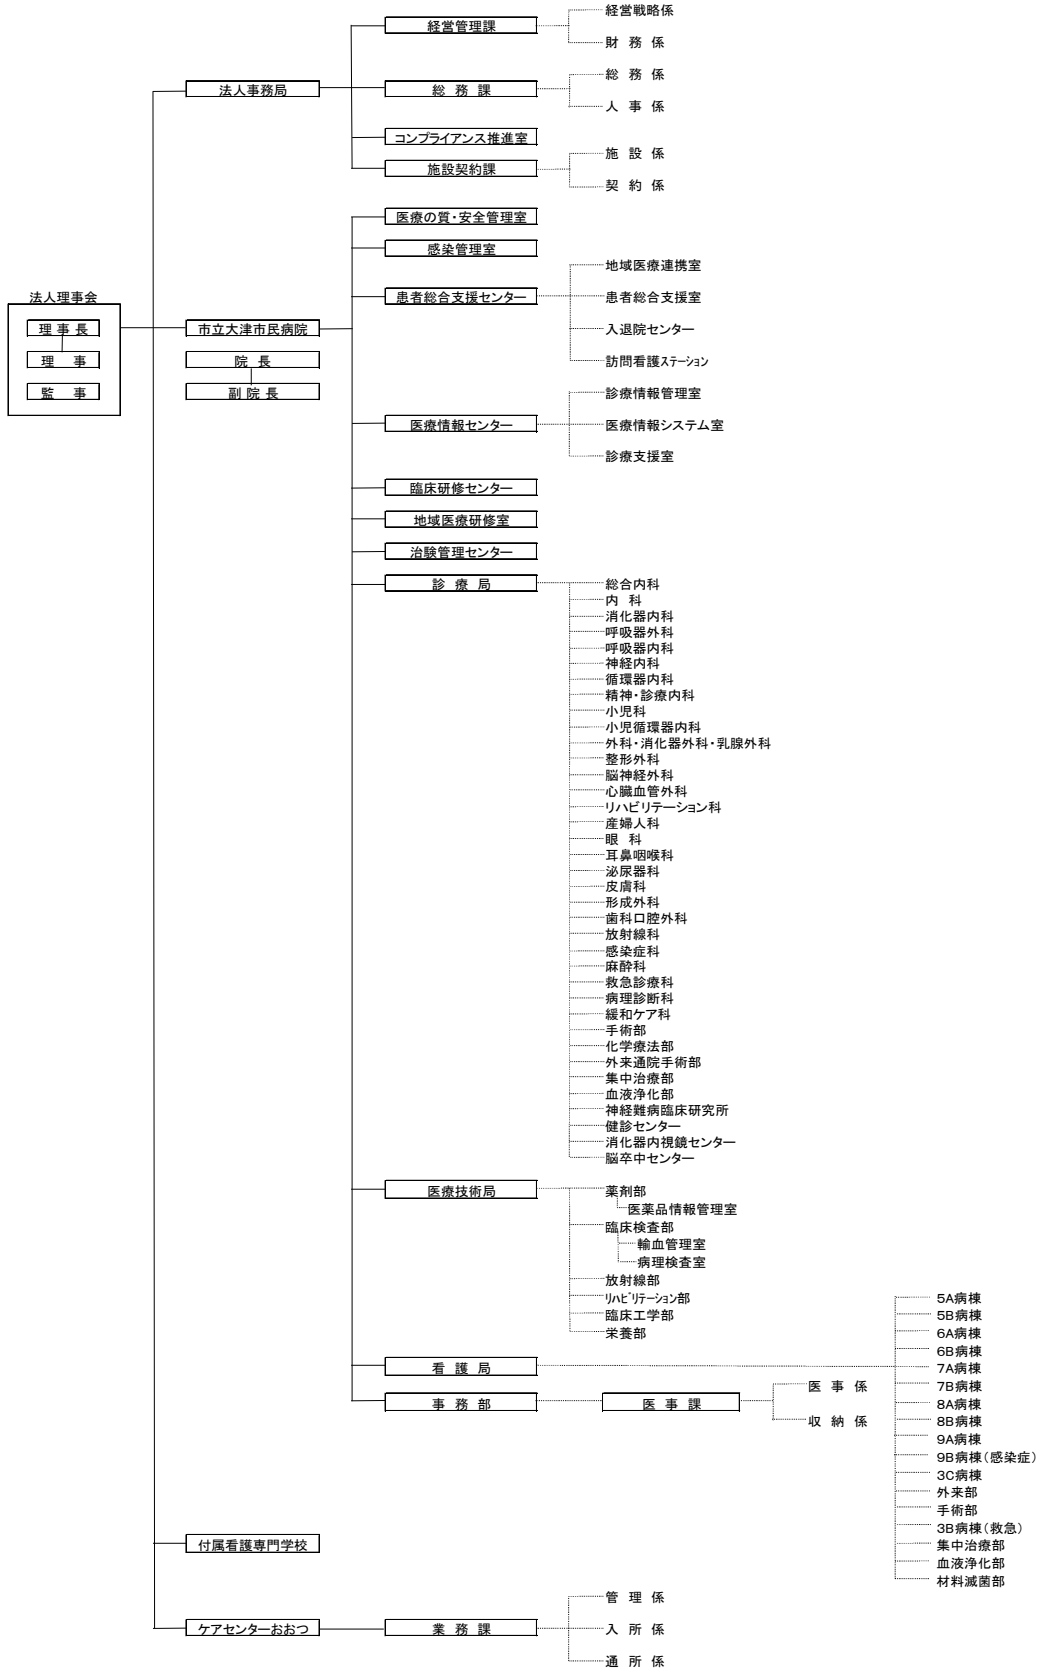 経営戦略係
経営管理課
財 務 係
総 務 係
法人事務局
総 務 課
人 事 係
コンプライアンス推進室
施 設 係
施設契約課
契 約 係
医療の質・安全管理室
感染管理室
地域医療連携室
法人理事会
患者総合支援センター
患者総合支援室
理 事 長
市立大津市民病院
入退院センター
理 事
院 長
訪問看護ステーション
監 事
副 院 長
診療情報管理室
医療情報センター
医療情報システム室
診療支援室
臨床研修センター
地域医療研修室
治験管理センター
診 療 局
総合内科
内 科
消化器内科
呼吸器外科
呼吸器内科
神経内科
循環器内科
精神・診療内科
小児科
小児循環器内科
外科・消化器外科・乳腺外科
整形外科
脳神経外科
心臓血管外科
リハビリテーション科
産婦人科
眼 科
耳鼻咽喉科
泌尿器科
皮膚科
形成外科
歯科口腔外科
放射線科
感染症科
麻酔科
救急診療科
病理診断科
緩和ケア科
手術部
化学療法部
外来通院手術部
集中治療部
血液浄化部
神経難病臨床研究所
健診センター
消化器内視鏡センター
脳卒中センター
医療技術局
薬剤部
医薬品情報管理室
臨床検査部
輸血管理室
病理検査室
放射線部
ﾘﾊﾋﾞﾘﾃｰｼｮﾝ部
臨床工学部
栄養部
看 護 局
5A病棟
5B病棟
6A病棟
6B病棟
7A病棟
7B病棟
8A病棟
8B病棟
9A病棟
9B病棟(感染症)
3C病棟
外来部
手術部
3B病棟(救急)
集中治療部
血液浄化部
材料滅菌部
事 務 部
医 事 課
医 事 係
収 納 係
付属看護専門学校
ケアセンターおおつ
業 務 課
管 理 係
入 所 係
通 所 係